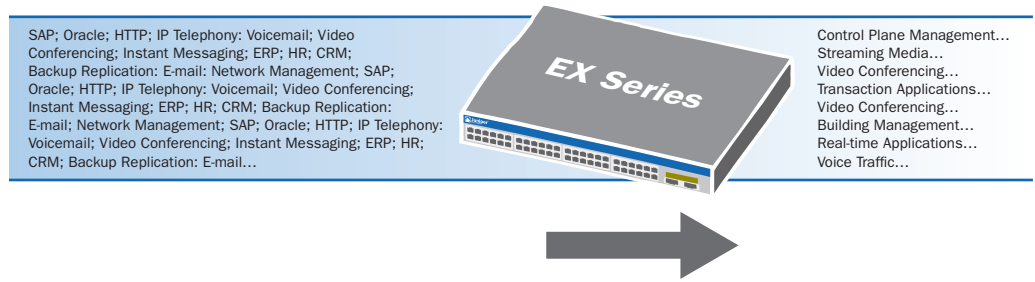 SAP; Oracle; HTTP; IP Telephony: Voicemail; Video
Conferencing; Instant Messaging; ERP; HR; CRM;
Backup Replication: E-mail: Network Management; SAP;
Oracle; HTTP; IP Telephony: Voicemail; Video Conferencing;
Instant Messaging; ERP; HR; CRM; Backup Replication:
E-mail; Network Management; SAP; Oracle; HTTP; IP Telephony:
Voicemail; Video Conferencing; Instant Messaging; ERP; HR;
CRM; Backup Replication: E-mail…
EX Series
Juniper
Control Plane Management…
Streaming Media…
Video Conferencing…
Transaction Applications…
Video Conferencing…
Building Management…
Real-time Applications…
Voice Traffic…